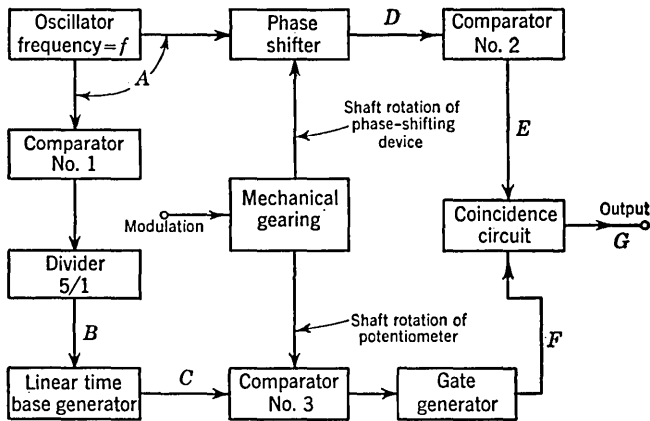 Oscillator
frequency=f
A
Phase
shifter
D
Comparator
No. 2
Comparator
No. 1
Shaft rotation of
phase-shifting
device
E
Modulation
Mechanical
gearing
Coincidence
circuit
Output
G
Divider
5/1
B
Shaft rotation of
potentiometer
F
Linear time
base generator
C
Comparator
No. 3
Gate
generator